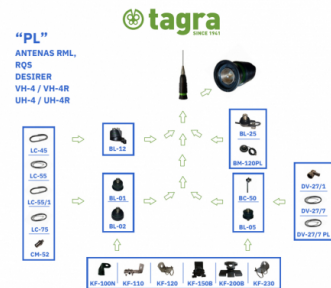 tagra
SINCE 1961
“PL”
ANTENAS RML,
RQS
DESIRER
VH-4 / VH-4R
UH-4 / UH-4R
LC-45
LC-55
LC-55/1
LC-75
CM-52
BL-12
BL-01
BL-02
BL-25
BM-120PL
BC-50
BL-05
DV-27/1
DV-27/7
DV-27/7 PL
KF-100N
KF-110
KF-120
KF-150B
KF-200B
KF-230